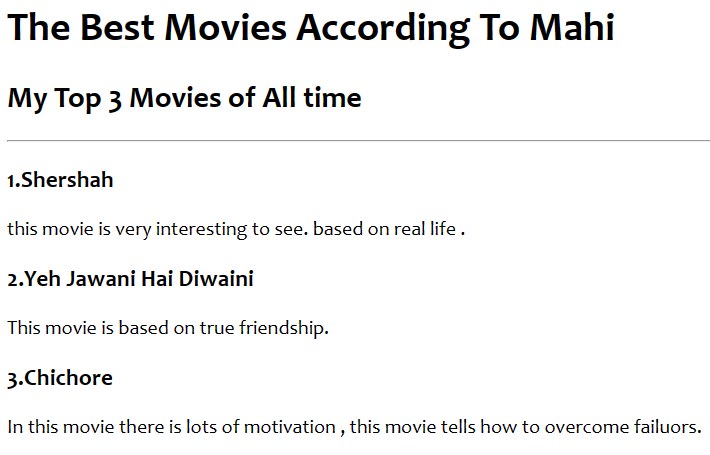 The Best Movies According To Mahi
My Top 3 Movies of All time
1.Shershah
this movie is very interesting to see. based on real life .
2.Yeh Jawani Hai Diwaini
This movie is based on true friendship.
3.Chichore
In this movie there is lots of motivation , this movie tells how to overcome failuors.